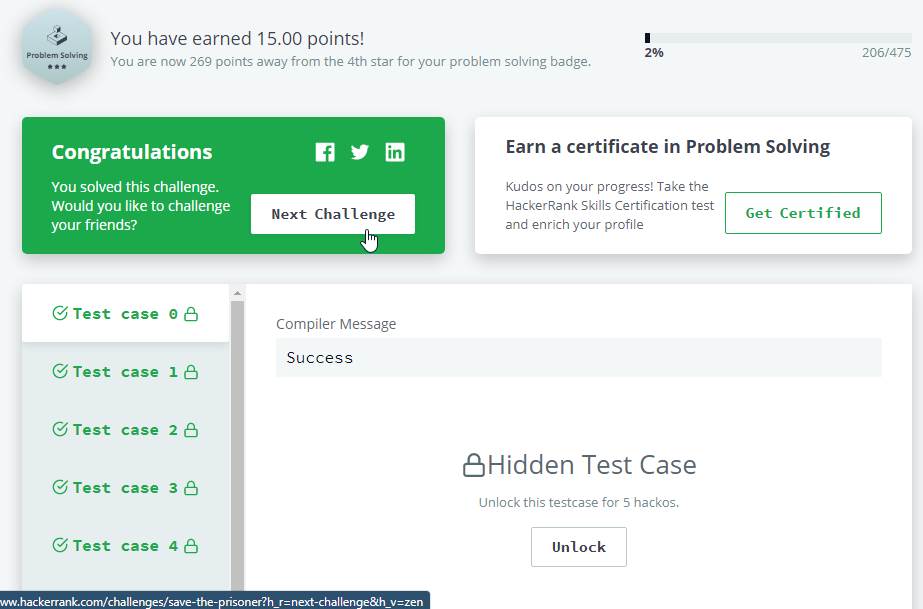 Problem Solving
You have earned 15.00 points!
You are now 269 points away from the 4th star for your problem solving badge.
2%
206/475
Congratulations
You solved this challenge.
Would you like to challenge
your friends?
Next Challenge
Earn a certificate in Problem Solving
Kudos on your progress! Take the
HackerRank Skills Certification test
and enrich your profile
Get Certified
Test case 0
Test case 1
Test case 2
Test case 3
Test case 4
Compiler Message
Success
Hidden Test Case
Unlock this testcase for 5 hackos.
Unlock
ww.hackerrank.com/challenges/save-the-prisoner?h_r=next-challenge&h_v=zen